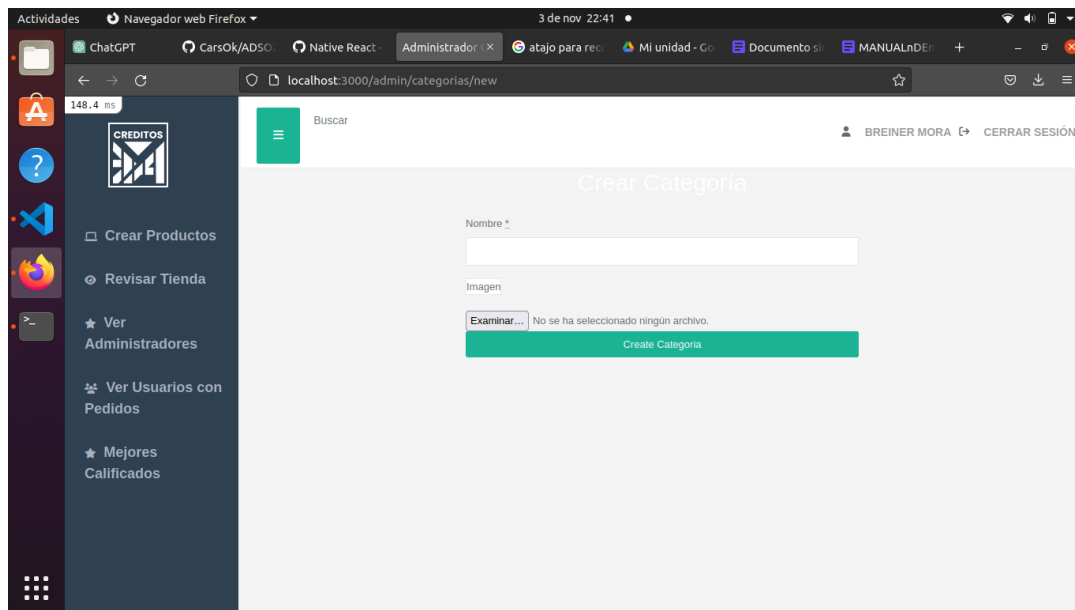 Actividades Navegador web Firefox 3 de nov 22:41
ChatGPT CarsOk/ADSO Native React - Administrador atajo para rec Mi unidad - Go Documento si MANUALnDEn
localhost:3000/admin/categorias/new
148.4 ms
CREDITOS
Buscar
BREINER MORA CERRAR SESIÓN
Crear Categoria
Nombre *
Imagen
Examinar... No se ha seleccionado ningún archivo.
Create Categoria
Crear Productos
Revisar Tienda
Ver
Administradores
Ver Usuarios con
Pedidos
Mejores
Calificados